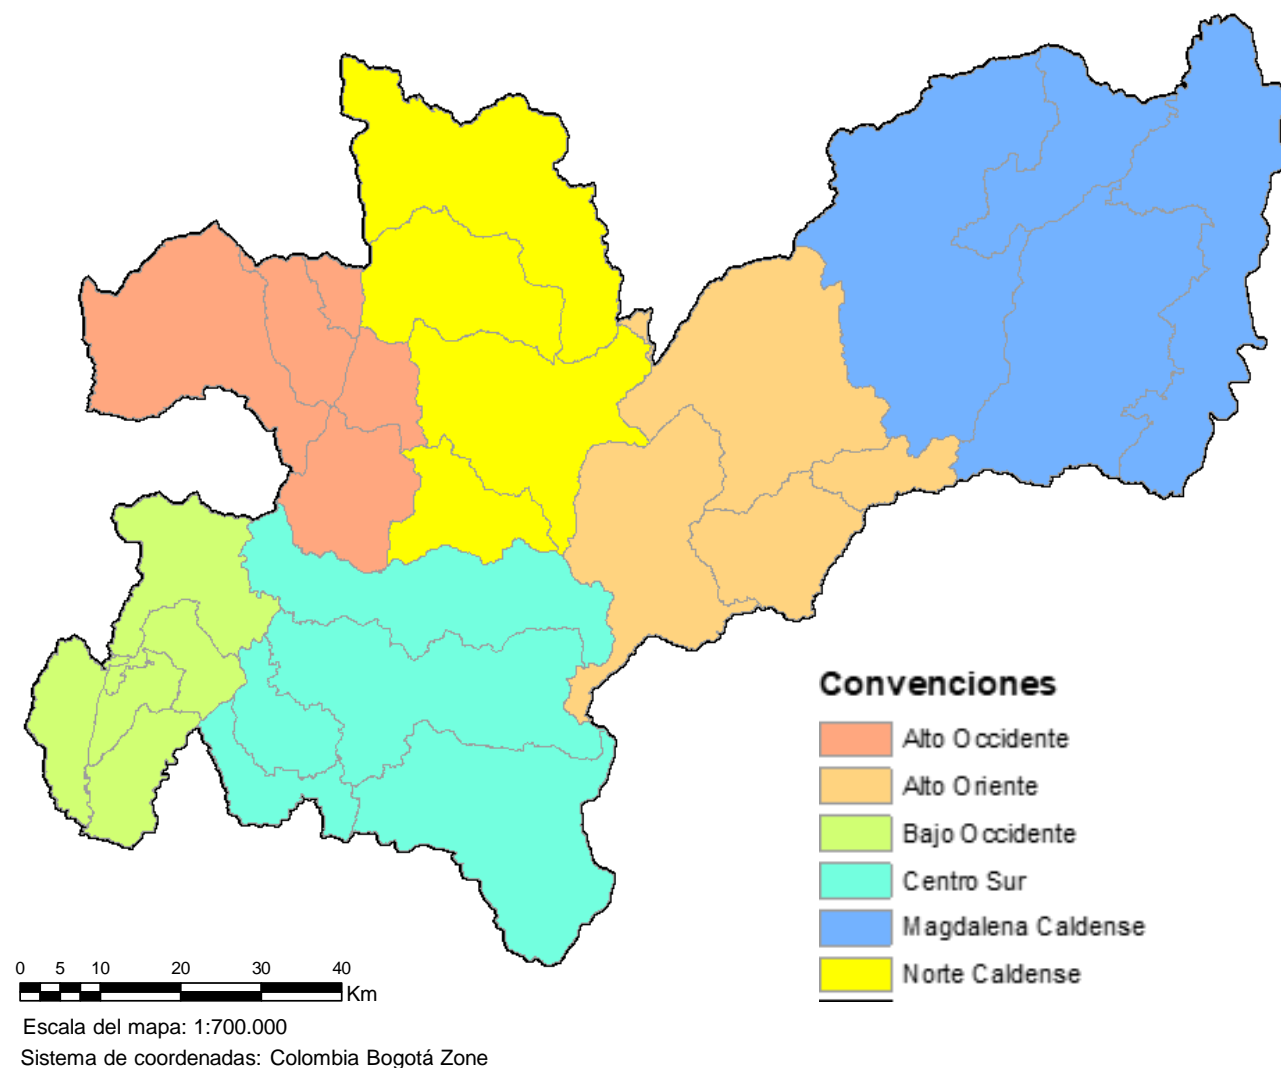 Convenciones
Alto Occidente
Alto Oriente
Bajo Occidente
Centro Sur
Magdalena Caldense
Norte Caldense
0 5 10 20 30 40
Km
Escala del mapa: 1:700.000
Sistema de coordenadas: Colombia Bogotá Zone